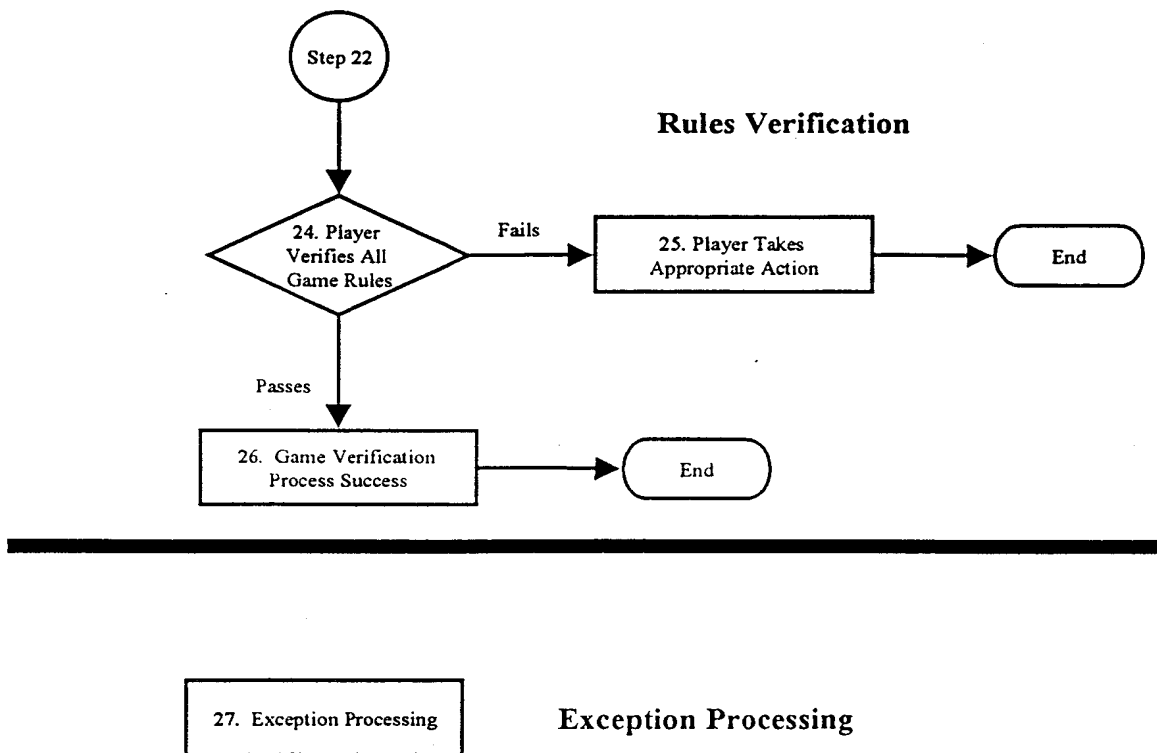 Step 22
Rules Verification
24. Player
Verifies All
Game Rules
Fails
25. Player Takes
Appropriate Action
End
Passes
26. Game Verification
Process Success
End
27. Exception Processing
Exception Processing